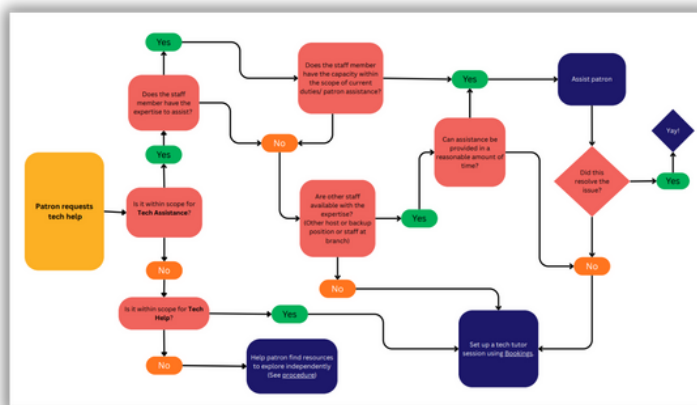 Patron requests
tech help
Is it within scope for
Tech Assistance?
Yes
Does the staff
member have the
expertise to assist?
Yes
Does the staff member
have the capacity within
the scope of current
duties/ patron assistance?
Yes
Assist patron
Did this
resolve the
issue?
Yes
Yay!
No
No
Are other staff
available with the
expertise?
(Other host or backup
position or staff at
branch)
Yes
Can assistance be
provided in a
reasonable amount of
time?
No
No
Is it within scope for Tech
Help?
Yes
Set up a tech tutor
session using Bookings.
No
Help patron find resources
to explore independently
(See procedure)